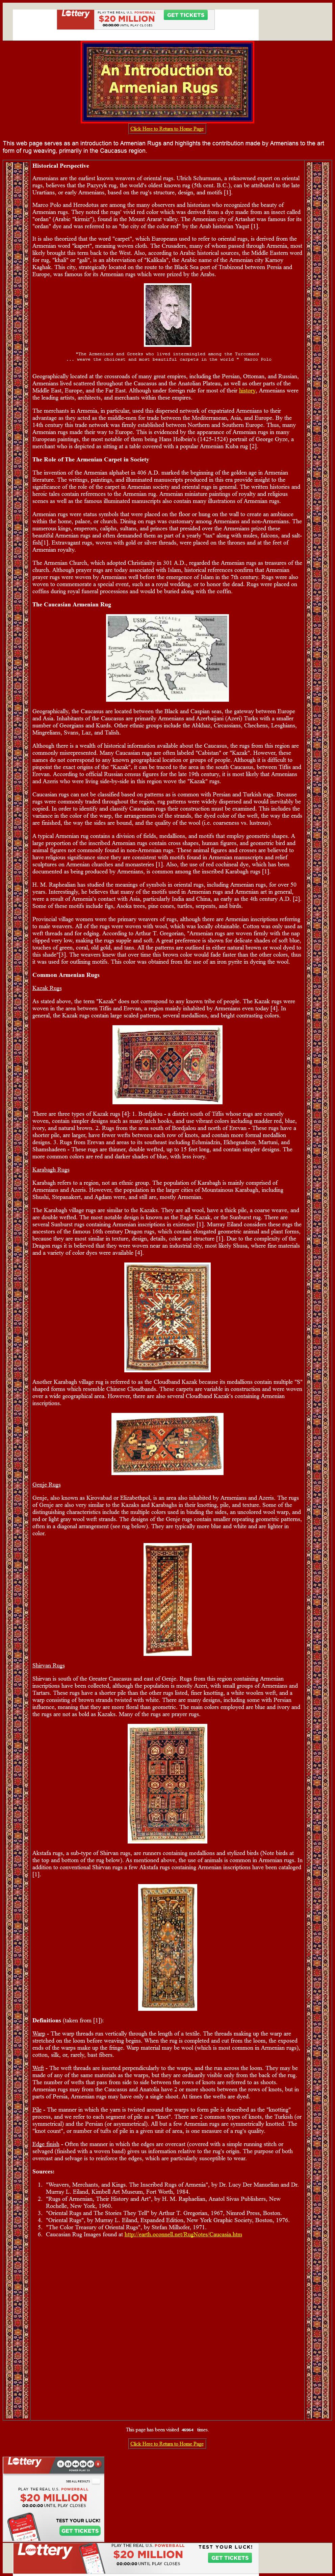 Lottery
PLAY THE REAL U.S. POWERBALL
$20 MILLION
00:00:00 UNTIL PLAY CLOSES
GET TICKETS
An Introduction to
Armenian Rugs
Click Here to Return to Home Page
This web page serves as an introduction to Armenian Rugs and highlights the contribution made by Armenians to the art
form of rug weaving, primarily in the Caucasus region.
Historical Perspective
Armenians are the earliest known weavers of oriental rugs. Ulrich Schurmann, a reknowned expert on oriental
rugs, believes that the Pazyryk rug, the world's oldest known rug (5th cent. B.C.), can be attributed to the late
Urartians, or early Armenians, based on the rug's structure, design, and motifs [1].
Marco Polo and Herodotus are among the many observers and historians who recognized the beauty of
Armenian rugs. They noted the rugs' vivid red color which was derived from a dye made from an insect called
"ordan" (Arabic "kirmiz"), found in the Mount Ararat valley. The Armenian city of Artashat was famous for its
"ordan" dye and was referred to as "the city of the color red" by the Arab historian Yaqut [1].
It is also theorized that the word "carpet", which Europeans used to refer to oriental rugs, is derived from the
Armenian word "kapert", meaning woven cloth. The Crusaders, many of whom passed through Armenia, most
likely brought this term back to the West. Also, according to Arabic historical sources, the Middle Eastern word
for rug, "khali" or "gali", is an abbreviation of "Kalikala", the Arabic name of the Armenian city Karnoy
Kaghak. This city, strategically located on the route to the Black Sea port of Trabizond between Persia and
Europe, was famous for its Armenian rugs which were prized by the Arabs.
"The Armenians and Greeks who lived intermingled among the Turcomans
... weave the choicest and most beautiful carpets in the world " Marco Polo
Geographically located at the crossroads of many great empires, including the Persian, Ottoman, and Russian,
Armenians lived scattered throughout the Caucasus and the Anatolian Plateau, as well as other parts of the
Middle East, Europe, and the Far East. Although under foreign rule for most of their history, Armenians were
the leading artists, architects, and merchants within these empires.
The merchants in Armenia, in particular, used this dispersed network of expatriated Armenians to their
advantage as they acted as the middle-men for trade between the Mediterranean, Asia, and Europe. By the
14th century this trade network was firmly established between Northern and Southern Europe. Thus, many
Armenian rugs made their way to Europe. This is evidenced by the appearance of Armenian rugs in many
European paintings, the most notable of them being Hans Holbein's (1425-1524) portrait of George Gyze, a
merchant who is depicted as sitting at a table covered with a popular Armenian Kuba rug [2].
The Role of The Armenian Carpet in Society
The invention of the Armenian alphabet in 406 A.D. marked the beginning of the golden age in Armenian
literature. The writings, paintings, and illuminated manuscripts produced in this era provide insight to the
significance of the role of the Armenian rug in Armenian society and oriental rugs in general. The written histories and
heroic tales contain references to the Armenian rug. Armenian miniature paintings of royalty and religious
scenes as well as the famous illuminated manuscripts also contain many illustrations of Armenian rugs.
Armenian rugs were status symbols that were placed on the floor or hung on the wall to create an ambiance
within the home, palace, or church. Dining on rugs was customary among Armenians and non-Armenians. The
numerous kings, emperors, caliphs, sultans, and princes that presided over the Armenians prized these
beautiful Armenian rugs and often demanded them as part of a yearly "tax" along with mules, falcons, and salt-
fish[1]. Extravagant rugs, woven with gold or silver threads, were placed on the thrones and at the feet of
Armenian royalty.
The Armenian Church, which adopted Christianity in 301 A.D., regarded the Armenian rugs as treasures of the
church. Although prayer rugs are today associated with Islam, historical references confirm that Armenian
prayer rugs were woven by Armenians well before the emergence of Islam in the 7th century. Rugs were also
woven to commemorate a special event, such as a royal wedding, or to honor the dead. Rugs were placed on
coffins during royal funeral processions and would be buried along with the coffin.
The Caucasian Armenian Rug
USSR
Geographically, the Caucasus are located between the Black and Caspian seas, the gateway between Europe
and Asia. Inhabitants of the Caucasus are primarily Armenians and Azerbaijani (Azeri) Turks with a smaller
number of Georgians and Kurds. Other ethnic groups include the Abkhaz, Circassians, Chechens, Lesghians,
Mingrelians, Svans, Laz, and Talish.
Although there is a wealth of historical information available about the Caucasus, the rugs from this region are
commonly misinterpreted. Many Caucasian rugs are often labeled "Cabistan" or "Kazak". However, these
names do not correspond to any known geographical location or groups of people. Although it is difficult to
pinpoint the exact origins of the "Kazak", it can be traced to the area in the south Caucasus, between Tiflis and
Erevan. According to official Russian census figures for the late 19th century, it is most likely that Armenians
and Azeris who were living side-by-side in this region wove the "Kazak" rugs.
Caucasian rugs can not be classified based on patterns as is common with Persian and Turkish rugs. Because
rugs were commonly traded throughout the region, rug patterns were widely dispersed and would inevitably be
copied. In order to identify and classify Caucasian rugs their construction must be examined. This includes the
variance in the color of the warp, the arrangements of the strands, the dyed color of the weft, the way the ends
are finished, the way the sides are bound, and the quality of the wool (i.e. coarseness vs. lustrous).
A typical Armenian rug contains a division of fields, medallions, and motifs that employ geometric shapes. A
large proportion of the inscribed Armenian rugs contain cross shapes, human figures, and geometric bird and
animal figures not commonly found in non-Armenian rugs. These animal figures and crosses are believed to
have religious significance since they are consistent with motifs found in Armenian manuscripts and relief
sculptures on Armenian churches and monasteries [1]. Also, the use of red cochineal dye, which has been
documented as being produced by Armenians, is common among the inscribed Karabagh rugs [1].
H. M. Raphaelian has studied the meanings of symbols in oriental rugs, including Armenian rugs, for over 50
years. Interestingly, he believes that many of the motifs used in Armenian rugs and Armenian art in general,
were a result of Armenia's contact with Asia, particularly India and China, as early as the 4th century A.D. [2].
Some of these motifs include figs, Asoka trees, pine cones, turtles, serpents, and birds.
Provincial village women were the primary weavers of rugs, although there are Armenian inscriptions referring
to male weavers. All of the rugs were woven with wool, which was locally obtainable. Cotton was only used as
weft threads and for edging. According to Arthur T. Gregorian, "Armenian rugs are woven firmly with the nap
clipped very low, making the rugs supple and soft. A great preference is shown for delicate shades of soft blue,
touches of green, coral, old gold, and tans. All the patterns are outlined in either natural brown or wool dyed to
this shade"[3]. The weavers knew that over time this brown color would fade faster than the other colors, thus
it was used for outlining motifs. This color was obtained from the use of an iron pyrite in dyeing the wool.
Common Armenian Rugs
Kazak Rugs
As stated above, the term "Kazak" does not correspond to any known tribe of people. The Kazak rugs were
woven in the area between Tiflis and Erevan, a region mainly inhabited by Armenians even today [4]. In
general, the Kazak rugs contain large scaled patterns, several medallions, and bright contrasting colors.
There are three types of Kazak rugs [4]: 1. Bordjalou - a district south of Tiflis whose rugs are coarsely
woven, contain simpler designs such as many latch hooks, and use vibrant colors including madder red, blue,
ivory, and natural brown. 2. Rugs from the area south of Bordjalou and north of Erevan - These rugs have a
shorter pile, are larger, have fewer wefts between each row of knots, and contain more formal medallion
designs. 3. Rugs from Erevan and areas to its southeast including Echmiadzin, Ekhegnadzor, Martuni, and
Shamshadeen - These rugs are thinner, double wefted, up to 15 feet long, and contain simpler designs. The
more common colors are red and darker shades of blue, with less ivory.
Karabagh Rugs
Karabagh refers to a region, not an ethnic group. The population of Karabagh is mainly comprised of
Armenians and Azeris. However, the population in the larger cities of Mountainous Karabagh, including
Shushi, Stepanakert, and Agdam were, and still are, mostly Armenian.
The Karabagh village rugs are similar to the Kazaks. They are all wool, have a thick pile, a coarse weave, and
are double wefted. The most notable design is known as the Eagle Kazak, or the Sunburst rug. There are
several Sunburst rugs containing Armenian inscriptions in existence [1]. Murray Eiland considers these rugs the
ancestors of the famous 16th century Dragon rugs, which contain elongated geometric animal and plant forms,
because they are most similar in texture, design, details, color and structure [1]. Due to the complexity of the
Dragon rugs it is believed that they were woven near an industrial city, most likely Shusa, where fine materials
and a variety of color dyes were available [4].
Another Karabagh village rug is referred to as the Cloudband Kazak because its medallions contain multiple "S"
shaped forms which resemble Chinese Cloudbands. These carpets are variable in construction and were woven
over a wide geographical area. However, there are also several Cloudband Kazak's containing Armenian
inscriptions.
Genje Rugs
Genje, also known as Kirovabad or Elizabethpol, is an area also inhabited by Armenians and Azeris. The rugs
of Genje are also very similar to the Kazaks and Karabaghs in their knotting, pile, and texture. Some of the
distinguishing characteristics include the multiple colors used in binding the sides, an uncolored wool warp, and
red or light gray wool weft strands. The designs of the Genje rugs contain smaller repeating geometric patterns,
often in a diagonal arrangement (see rug below). They are typically more blue and white and are lighter in
color.
Shirvan Rugs
Shirvan is south of the Greater Caucasus and east of Genje. Rugs from this region containing Armenian
inscriptions have been collected, although the population is mostly Azeri, with small groups of Armenians and
Tartars. These rugs have a shorter pile than the other rugs listed, finer knotting, a white woolen weft, and a
warp consisting of brown strands twisted with white. There are many designs, including some with Persian
influence, meaning that they are more floral than geometric. The main colors employed are blue and ivory and
the rugs are not as bold as Kazaks. Many of the rugs are prayer rugs.
Akstafa rugs, a sub-type of Shirvan rugs, are runners containing medallions and stylized birds (Note birds at
the top and bottom of the rug below). As mentioned above, the use of animals is common in Armenian rugs. In
addition to conventional Shirvan rugs a few Akstafa rugs containing Armenian inscriptions have been cataloged
[1].
Definitions (taken from [1]):
Warp - The warp threads run vertically through the length of a textile. The threads making up the warp are
stretched on the loom before weaving begins. When the rug is completed and cut from the loom, the exposed
ends of the warps make up the fringe. Warp material may be wool (which is most common in Armenian rugs),
cotton, silk, or, rarely, bast fibers.
Weft - The weft threads are inserted perpendicularly to the warps, and the run across the loom. They may be
made of any of the same materials as the warps, but they are ordinarily visible only from the back of the rug.
The number of wefts that pass from side to side between two rows of knots are referred to as shoots.
Armenian rugs may from the Caucasus and Anatolia have 2 or more shoots between the rows of knots, but in
parts of Persia, Armenian rugs may have only a single shoot. At times the wefts are dyed.
Pile - The manner in which the yarn is twisted around the warps to form pile is described as the "knotting"
process, and we refer to each segment of pile as a "knot". There are 2 common types of knots, the Turkish (or
symmetrical) and the Persian (or asymmetrical). All but a few Armenian rugs are symmetrically knotted. The
"knot count", or number of tufts of pile in a given unit of area, is one measure of a rug's quality.
Edge finish - Often the manner in which the edges are overcast (covered with a simple running stitch or
selvaged (finished with a woven band) gives us information relative to the rug's origin. The purpose of both
overcast and selvage is to reinforce the edges, which are particularly susceptive to wear.
Sources:
1. "Weavers, Merchants, and Kings. The Inscribed Rugs of Armenia", by Dr. Lucy Der Manuelian and Dr.
Murray L. Eiland, Kimbell Art Museum, Fort Worth, 1984.
2. "Rugs of Armenian, Their History and Art", by H. M. Raphaelian, Anatol Sivas Publishers, New
Rochelle, New York, 1960.
3. "Oriental Rugs and The Stories They Tell" by Arthur T. Gregorian, 1967, Nimrod Press, Boston.
4. "Oriental Rugs", by Murray L. Eiland, Expanded Edition, New York Graphic Society, Boston, 1976.
5. "The Color Treasury of Oriental Rugs", by Stefan Milhofer, 1971.
6. Caucasian Rug Images found at http://earth.oconnell.net/RugNotes/Caucasia.htm
This page has been visited times.
Click Here to Return to Home Page
Lottery
PLAY THE REAL U.S. POWERBALL
$20 MILLION
00:00:00 UNTIL PLAY CLOSES
TEST YOUR LUCK!
GET TICKETS
Lottery
PLAY THE REAL U.S. POWERBALL
$20 MILLION
00:00:00 UNTIL PLAY CLOSES
TEST YOUR LUCK!
GET TICKETS